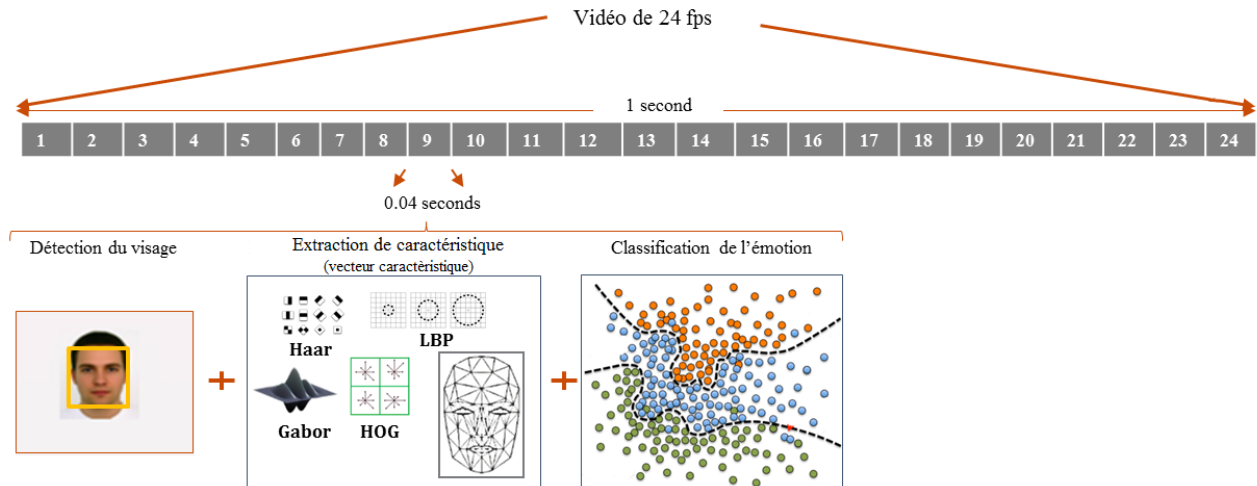 Vidéo de 24 fps
1 second
1 2 3 4 5 6 7 8 9 10 11 12 13 14 15 16 17 18 19 20 21 22 23 24
0.04 seconds
Détection du visage
Extraction de caractéristique
(vecteur caractèristique)
Classification de l'émotion
Haar
LBP
Gabor
HOG